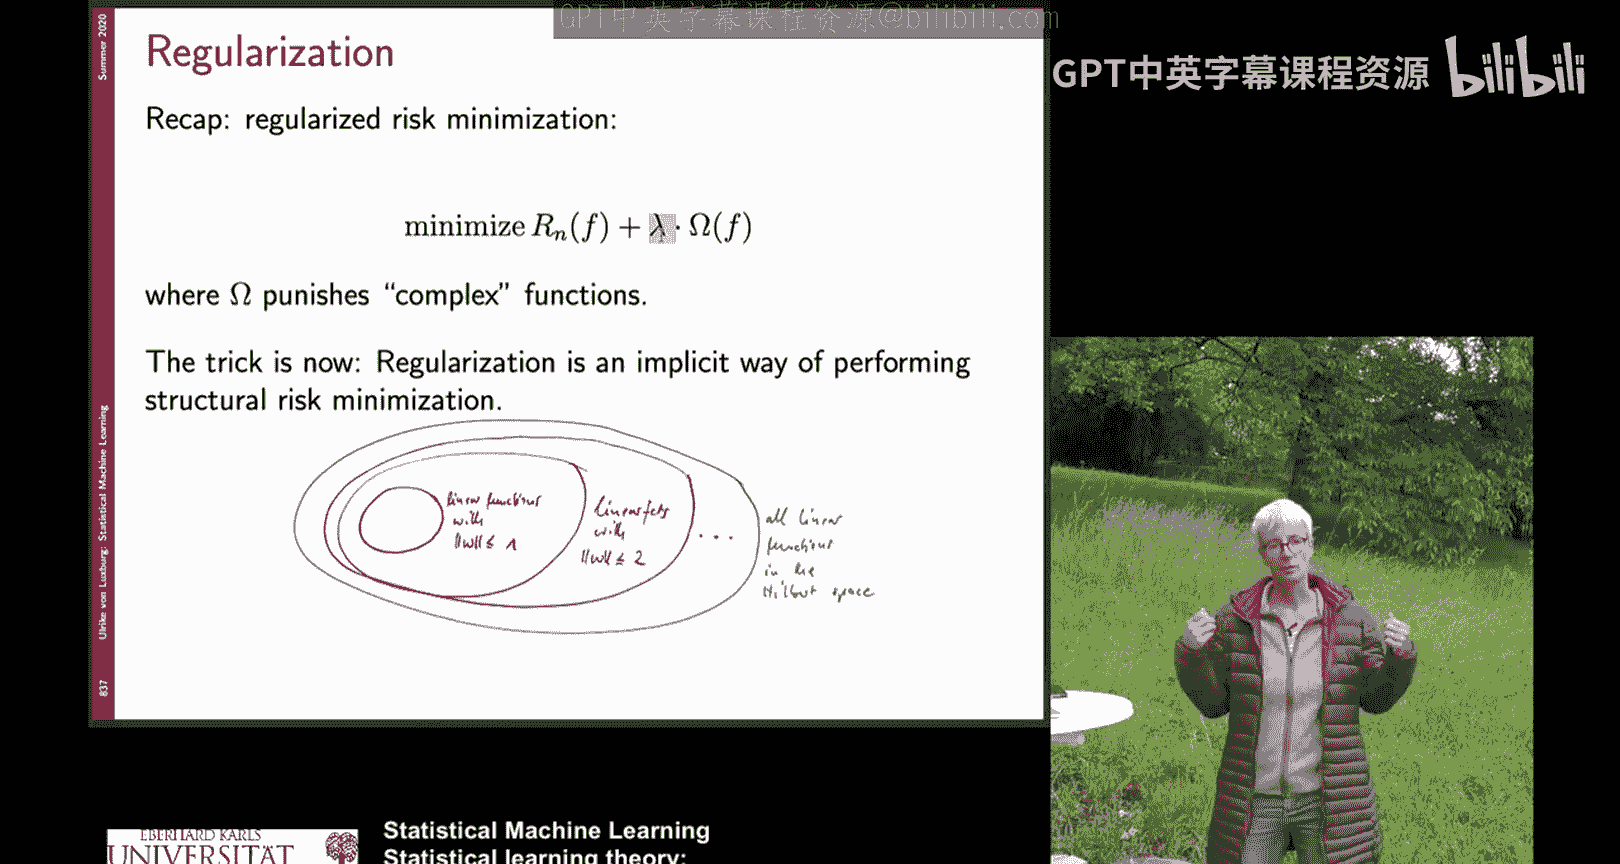 GPT中英字幕课程资源@bilibili.com
GPT中英字幕课程资源 bilibili
Summer 2020
Regularization
Recap: regularized risk minimization:
minimize Rₙ(f) + λ · Ω(f)
where Ω punishes “complex” functions.
The trick is now: Regularization is an implicit way of performing
structural risk minimization.
linear functions
with
||w|| ≤ 1
linear fcts
with
||w|| ≤ 2
...
all linear
functions
in the
Hilbert space
Ulrike von Luxburg: Statistical Machine Learning
837
EBERHARD KARLS
UNIVERSITÄT
Statistical Machine Learning
Statistical learning theory: